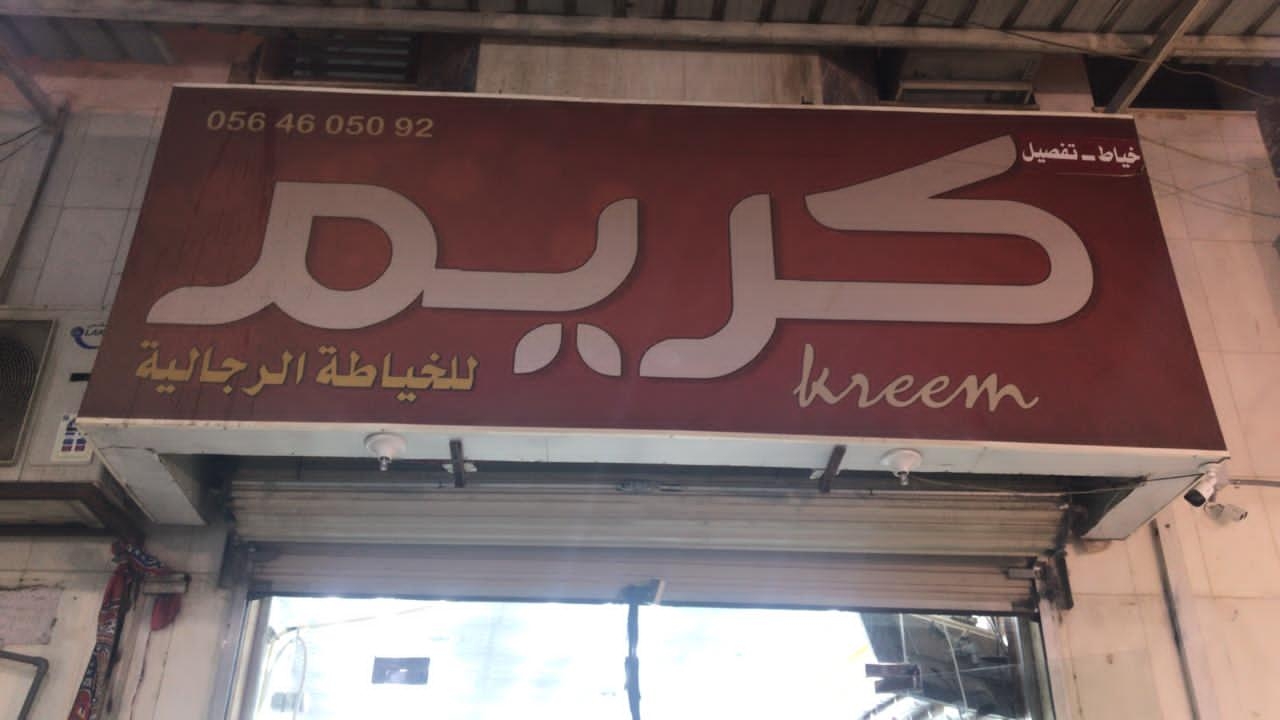 056 46 050 92
خياط - تفصيل
كريم
kreem
للخياطة الرجالية